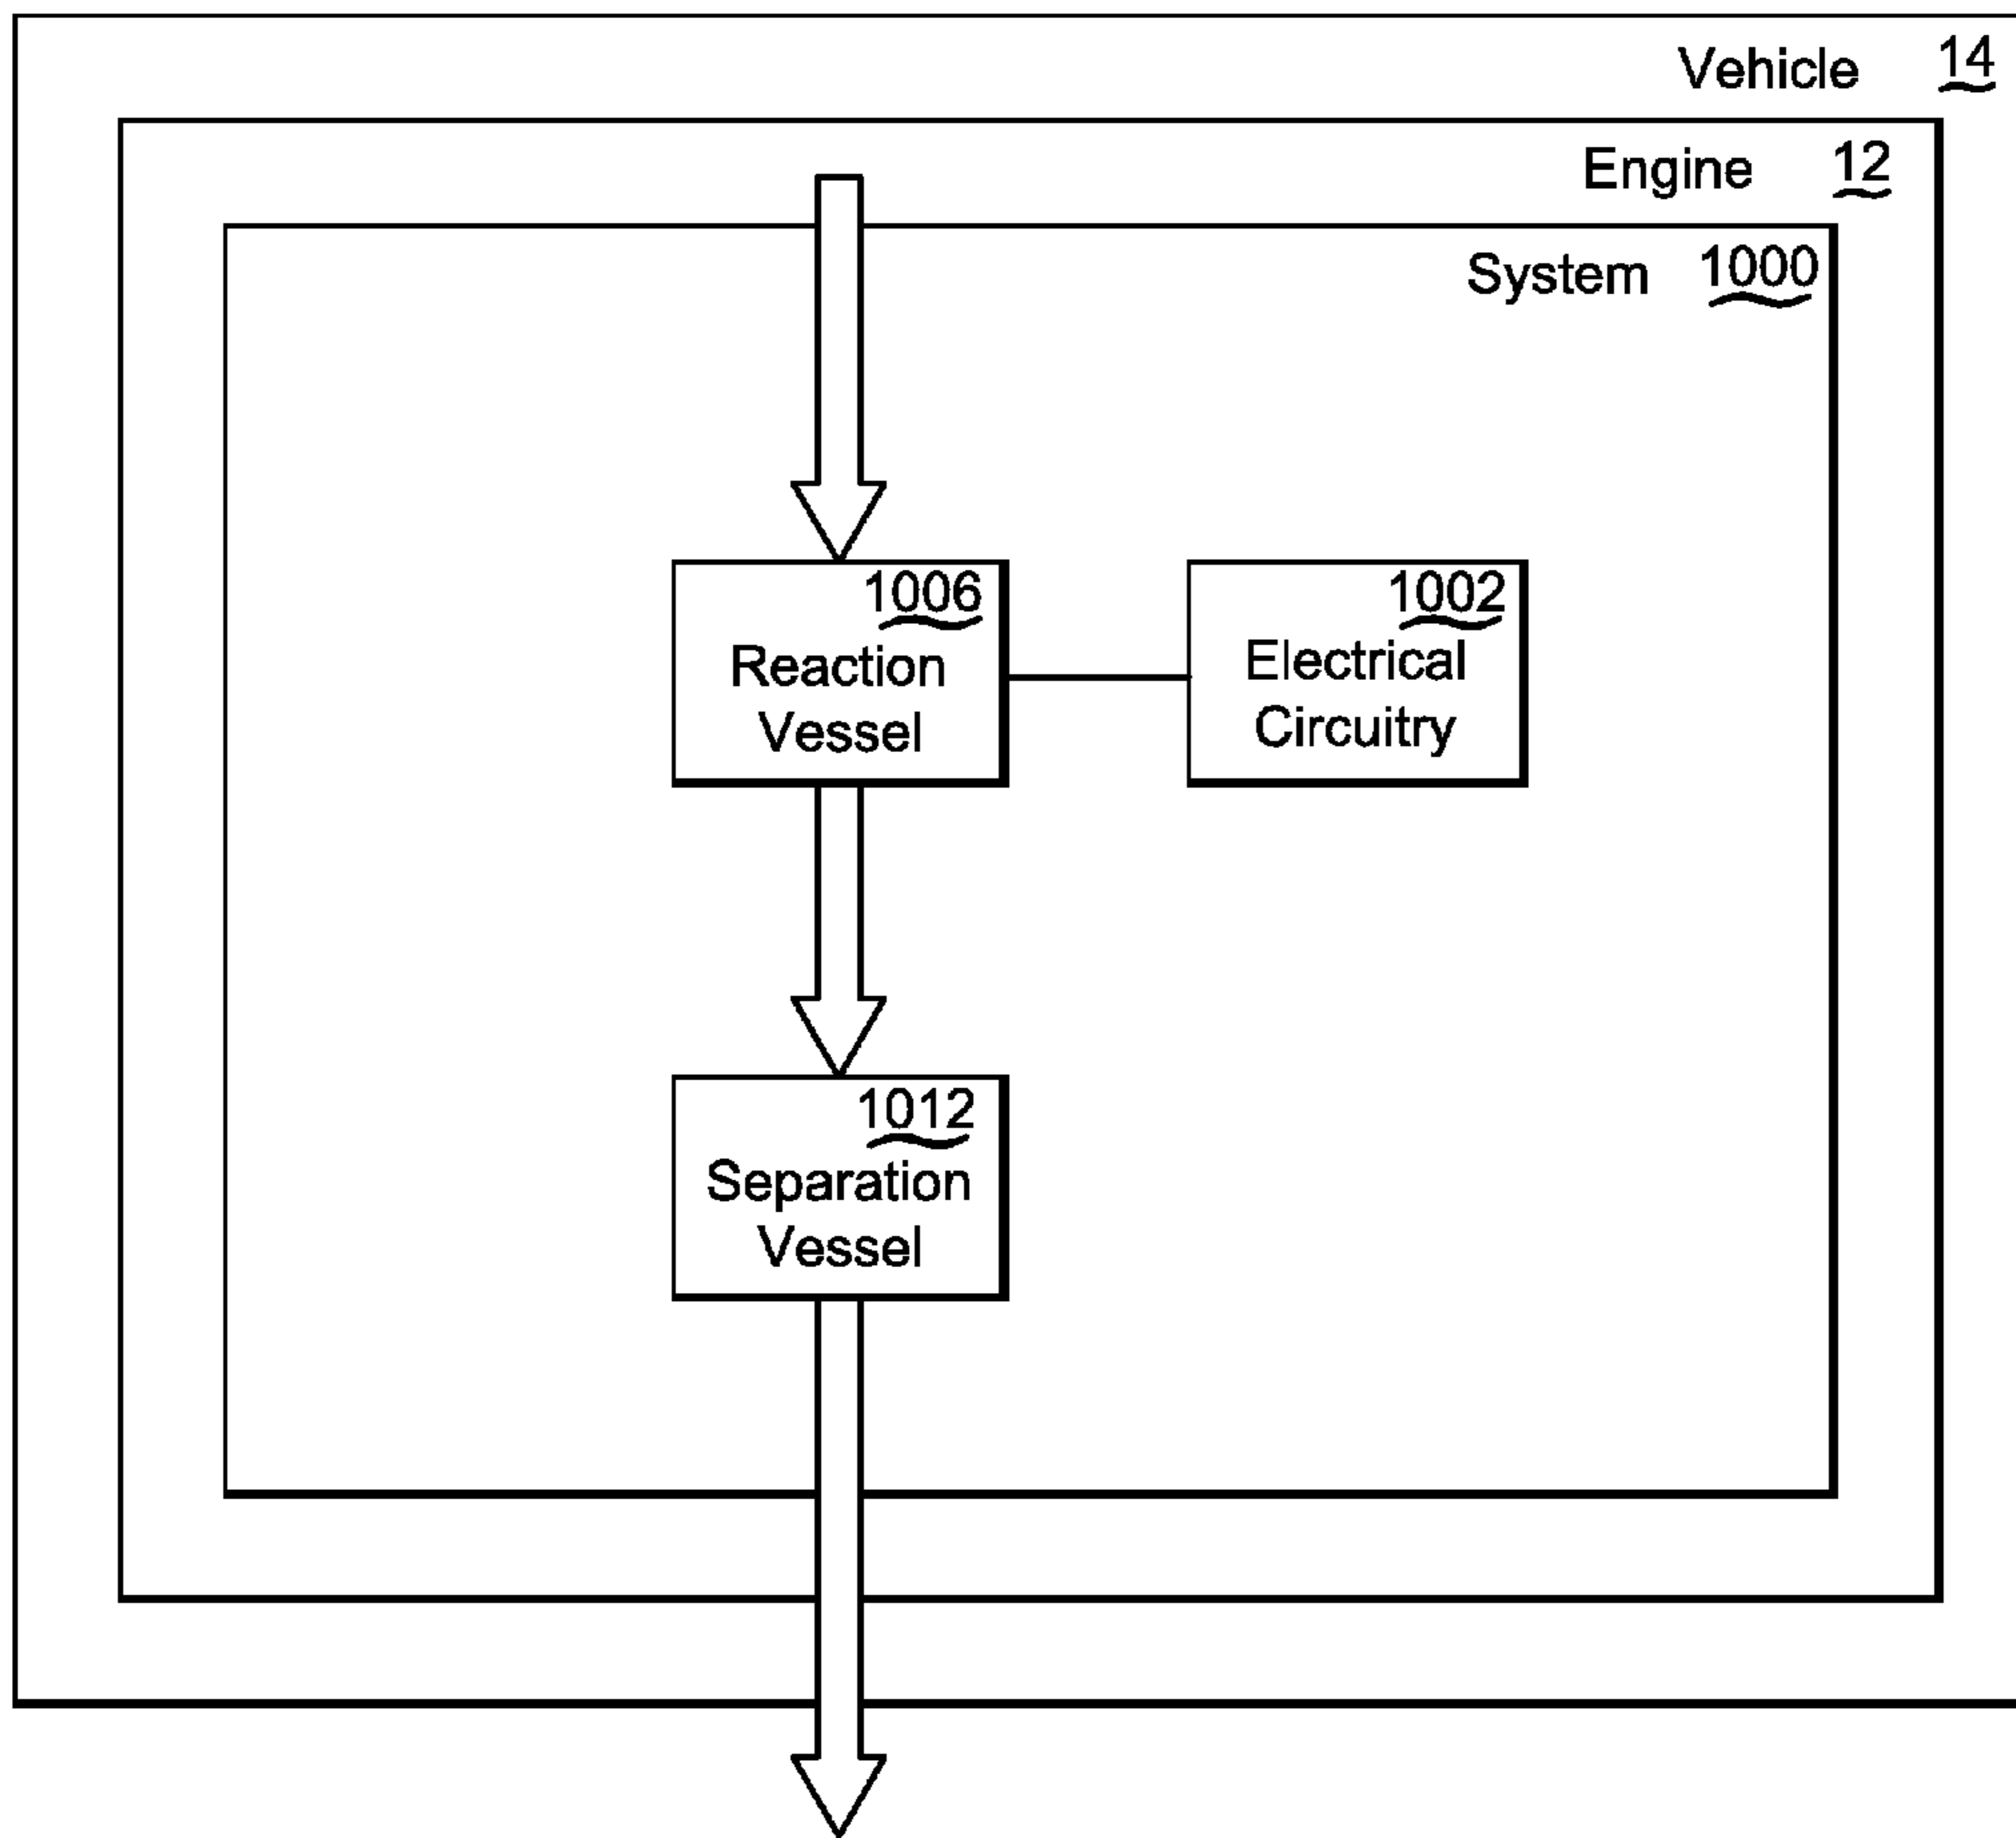 Vehicle 14
Engine 12
System 1000
1006
Reaction
Vessel
1002
Electrical
Circuitry
1012
Separation
Vessel